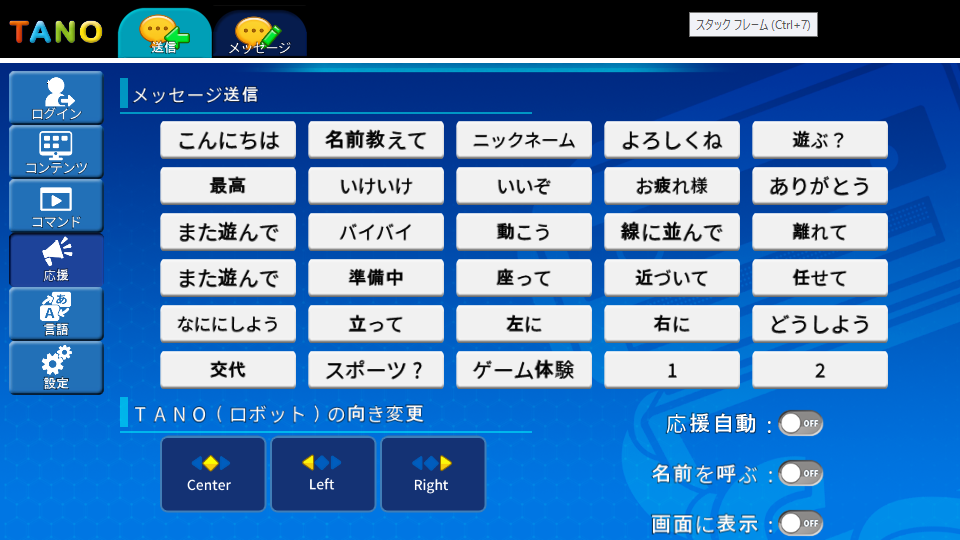 TANO
送信
メッセージ
スタック フレーム (Ctrl+7)
ログイン
コンテンツ
コマンド
応援
言語
設定
メッセージ送信
こんにちは 名前教えて ニックネーム よろしくね 遊ぶ？
最高 いけいけ いいぞ お疲れ様 ありがとう
また遊んで バイバイ 動こう 線に並んで 離れて
また遊んで 準備中 座って 近づいて 任せて
なににしよう 立って 左に 右に どうしよう
交代 スポーツ？ ゲーム体験 1 2
ＴＡＮＯ（ロボット）の向き変更
Center Left Right
応援自動 : OFF
名前を呼ぶ : OFF
画面に表示 : OFF